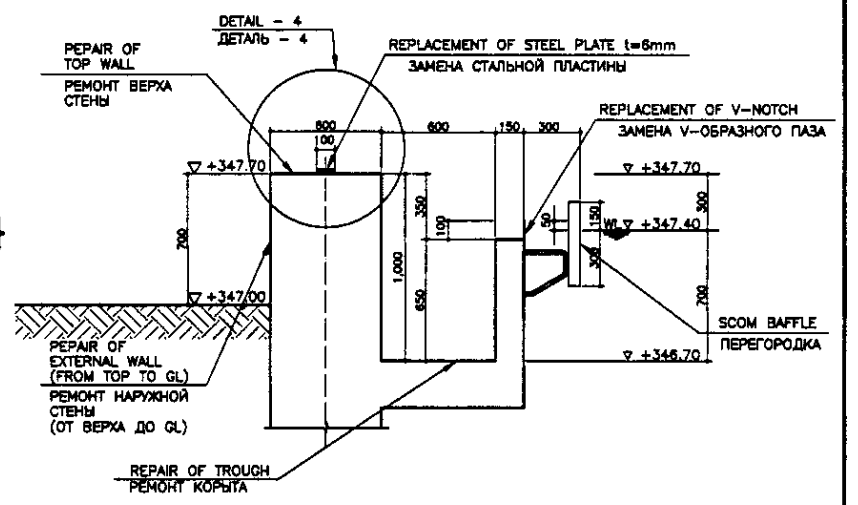 DETAIL - 4
ДЕТАЛЬ - 4
PEPAIR OF
TOP WALL
РЕМОНТ ВЕРХА
СТЕНЫ
REPLACEMENT OF STEEL PLATE t=6mm
ЗАМЕНА СТАЛЬНОЙ ПЛАСТИНЫ
REPLACEMENT OF V-NOTCH
ЗАМЕНА V-ОБРАЗНОГО ПАЗА
600 600 150 300
100
+347.70
+347.70
700
350
100
1,000
650
50
150
300
WL +347.40
300
700
+347.00
+346.70
SCOM BAFFLE
ПЕРЕГОРОДКА
PEPAIR OF
EXTERNAL WALL
(FROM TOP TO GL)
РЕМОНТ НАРУЖНОЙ
СТЕНЫ
(ОТ ВЕРХА ДО GL)
REPAIR OF TROUGH
РЕМОНТ КОРЫТА